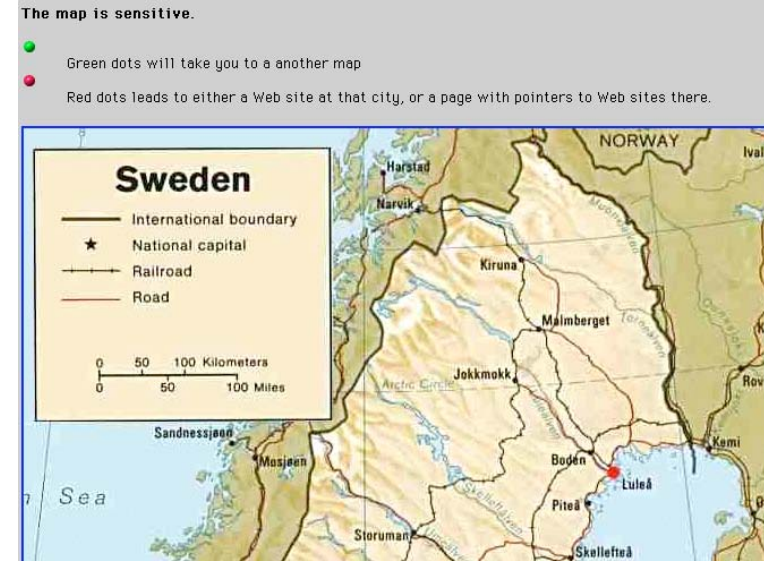 The map is sensitive.
Green dots will take you to a another map
Red dots leads to either a Web site at that city, or a page with pointers to Web sites there.
Sweden
International boundary
National capital
Railroad
Road
0 50 100 Kilometers
0 50 100 Miles
NORWAY
Harstad
Narvik
Kiruna
Malmberget
Jokkmokk
Arctic Circle
Sandnessjøen
Mosjøen
Boden
Kemi
Luleå
Sea
Piteå
Storuman
Skellefteå